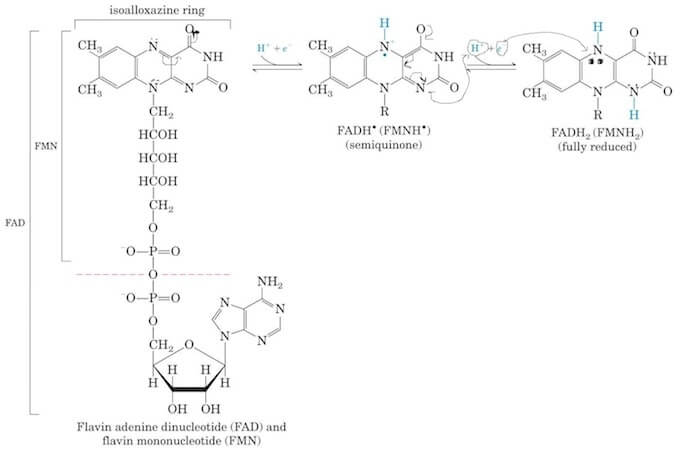 isoalloxazine ring
O
H
O
H
O
CH₃
N
NH
H⁺ + e⁻
CH₃
N
NH
H⁺ + e
CH₃
N
NH
CH₃
N
N
O
CH₃
N
N
O
CH₃
N
N
O
CH₂
R
R
H
HCOH
FADH• (FMNH•)
FADH₂ (FMNH₂)
FMN
HCOH
(semiquinone)
(fully reduced)
HCOH
CH₂
FAD
O
⁻O—P=O
O
⁻O—P=O
NH₂
O
N
N
CH₂
O
N
N
H
H
H
H
OH
OH
Flavin adenine dinucleotide (FAD) and
flavin mononucleotide (FMN)